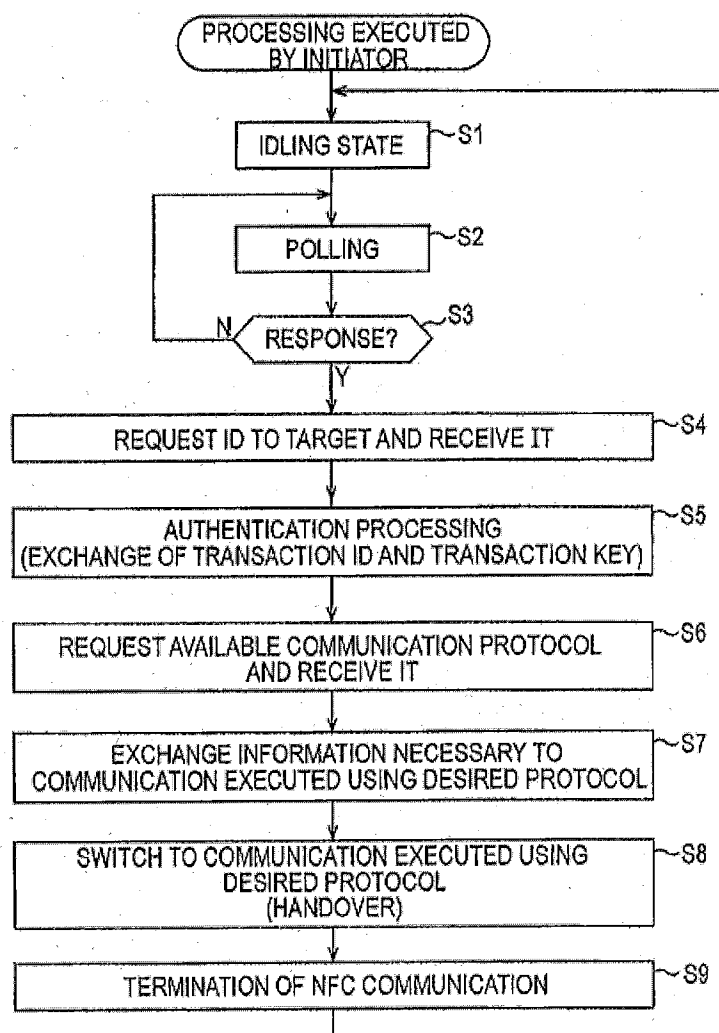 PROCESSING EXECUTED
BY INITIATOR
IDLING STATE
S1
POLLING
S2
RESPONSE?
S3
N
Y
REQUEST ID TO TARGET AND RECEIVE IT
S4
AUTHENTICATION PROCESSING
(EXCHANGE OF TRANSACTION ID AND TRANSACTION KEY)
S5
REQUEST AVAILABLE COMMUNICATION PROTOCOL
AND RECEIVE IT
S6
EXCHANGE INFORMATION NECESSARY TO
COMMUNICATION EXECUTED USING DESIRED PROTOCOL
S7
SWITCH TO COMMUNICATION EXECUTED USING
DESIRED PROTOCOL
(HANDOVER)
S8
TERMINATION OF NFC COMMUNICATION
S9